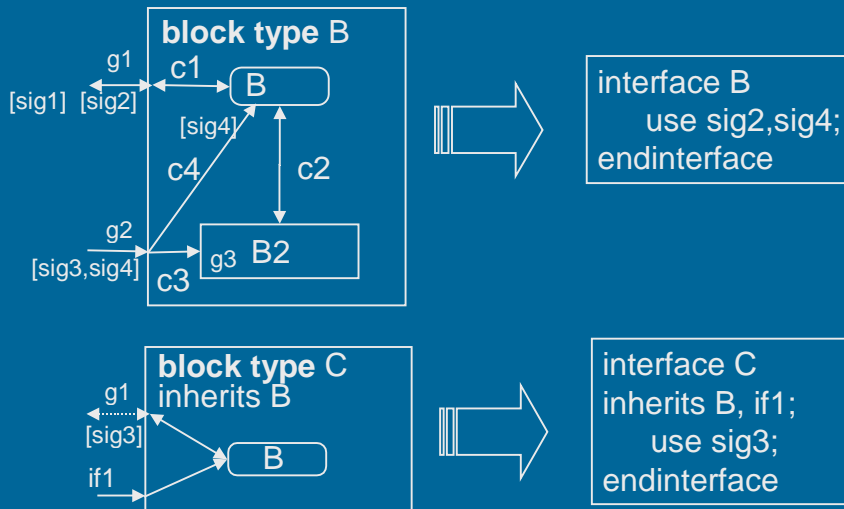 block type B
g1
c1
B
[sig1] [sig2]
[sig4]
c4
c2
g2
[sig3,sig4]
g3 B2
c3
interface B
use sig2,sig4;
endinterface
block type C
inherits B
g1
[sig3]
B
if1
interface C
inherits B, if1;
use sig3;
endinterface